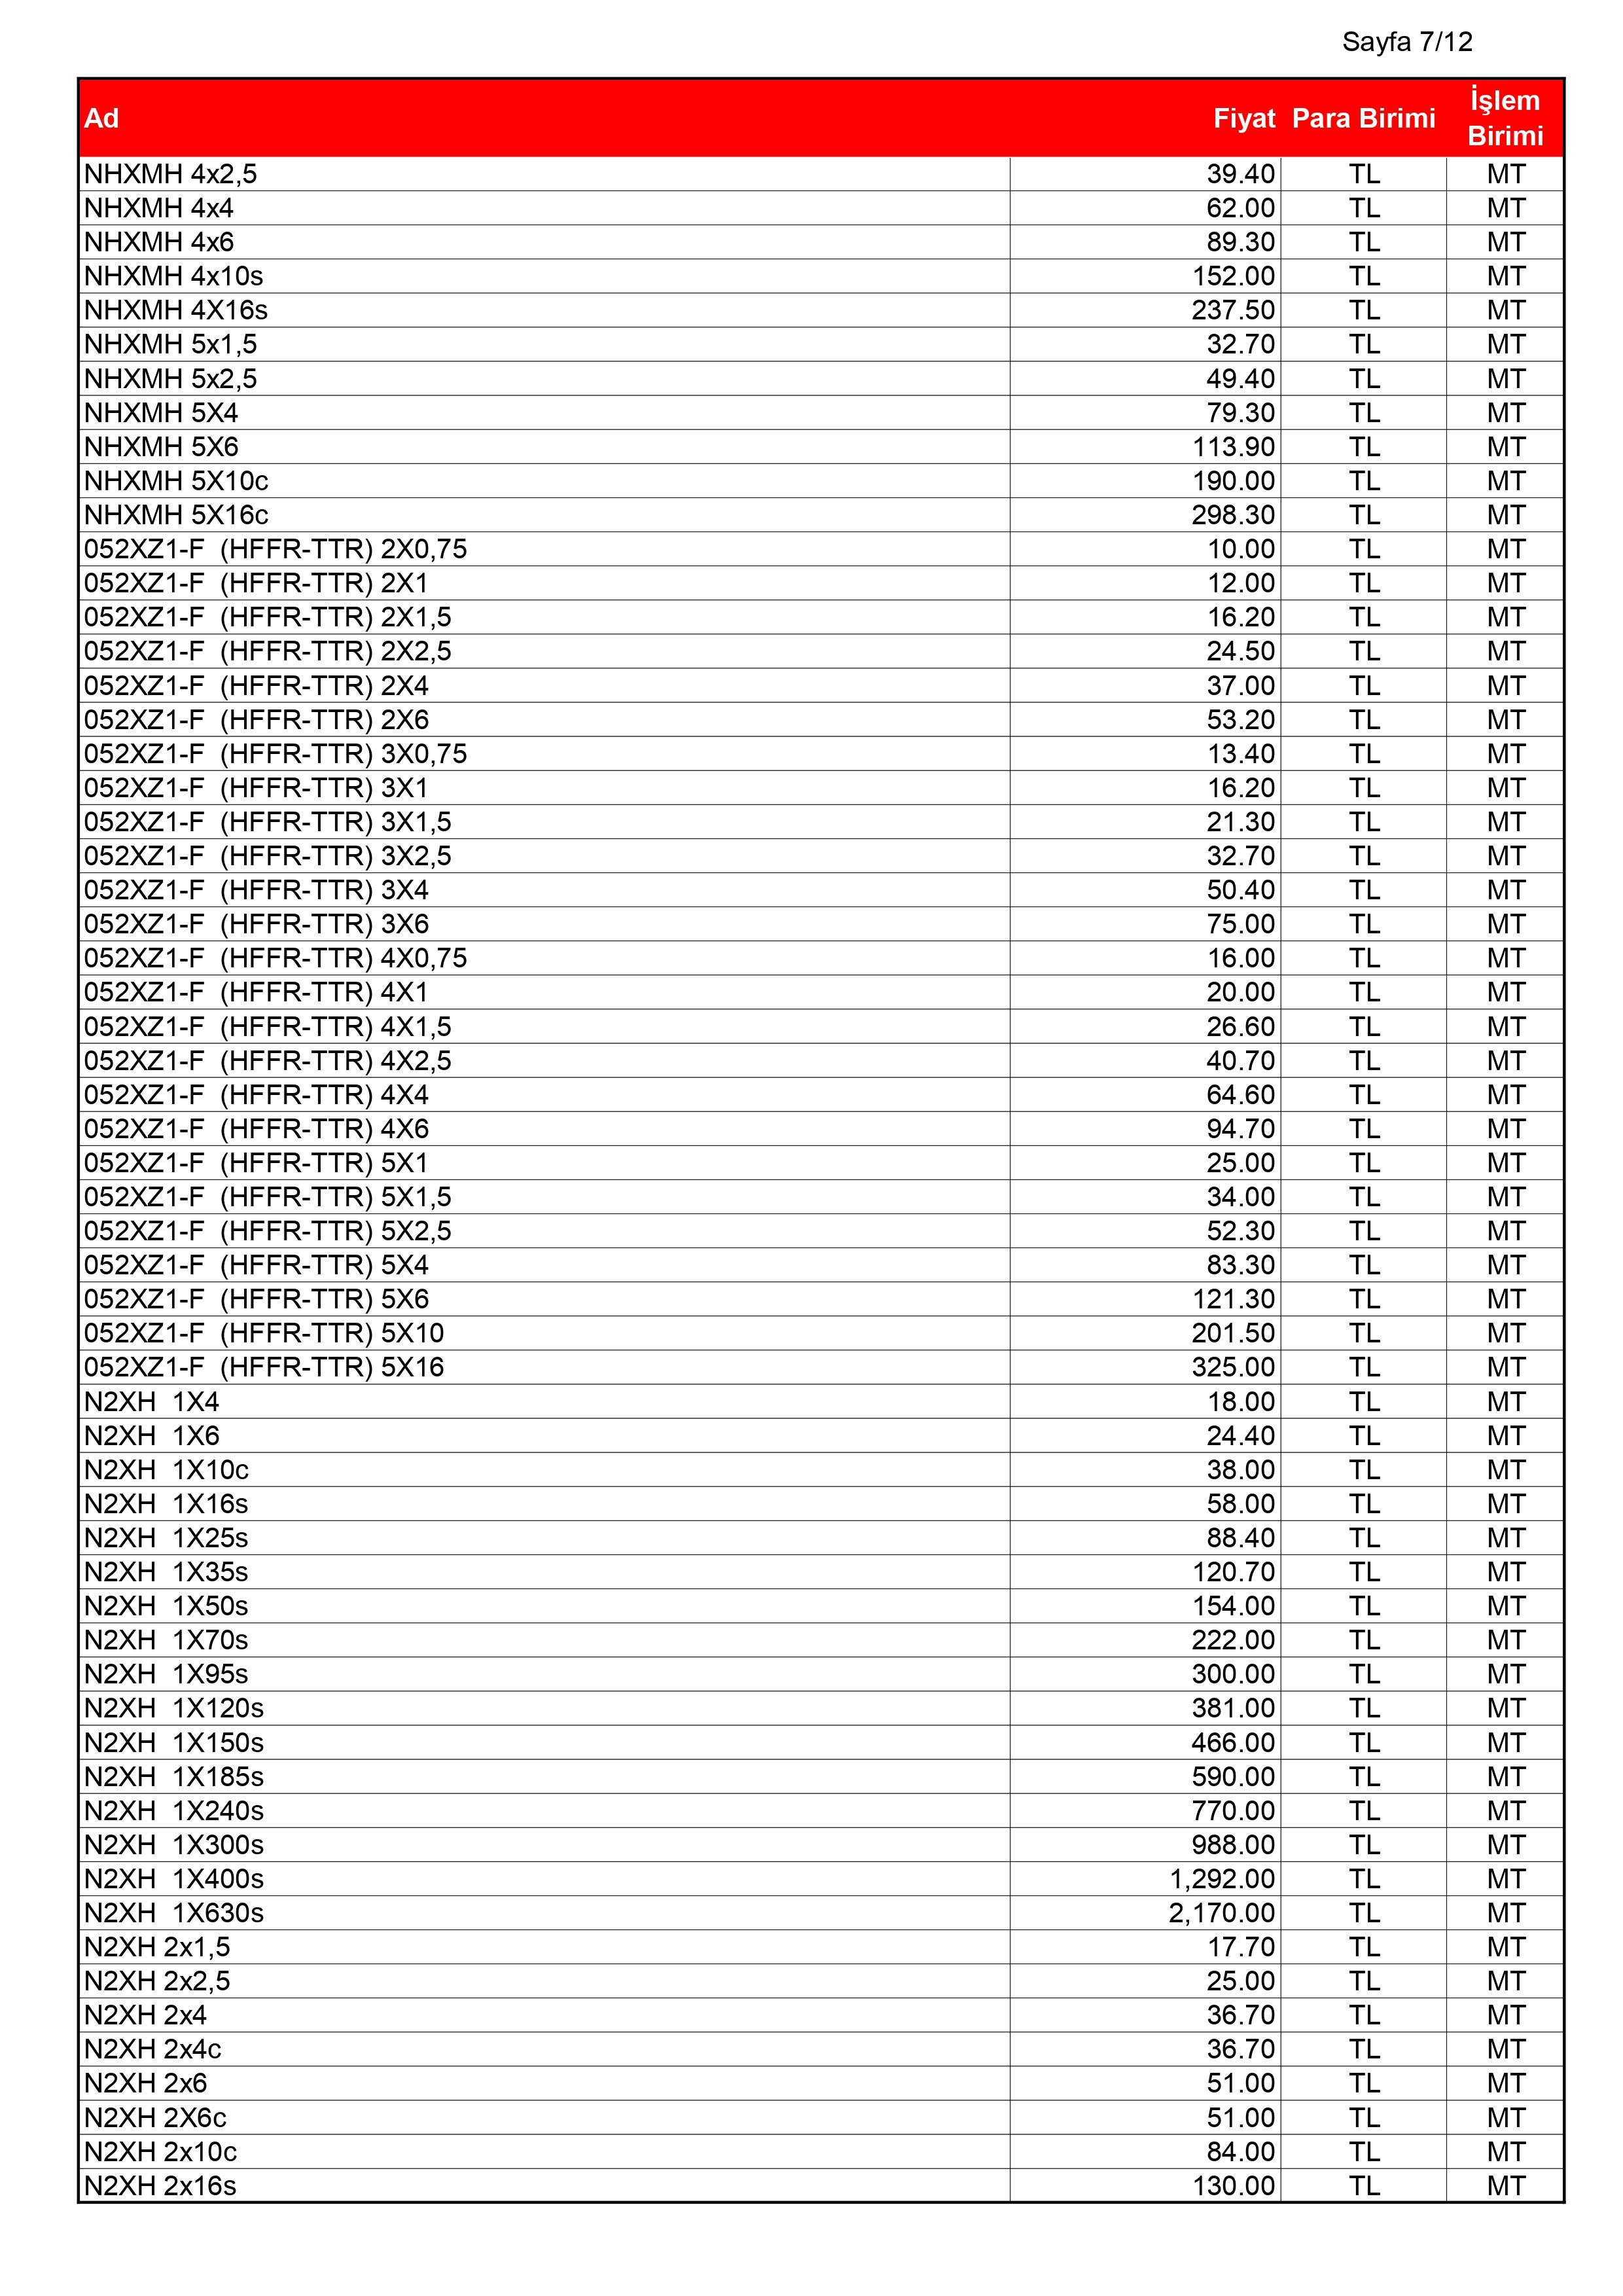 Sayfa 7/12
Ad Fiyat Para Birimi İşlem Birimi
NHXMH 4x2,5 39.40 TL MT
NHXMH 4x4 62.00 TL MT
NHXMH 4x6 89.30 TL MT
NHXMH 4x10s 152.00 TL MT
NHXMH 4X16s 237.50 TL MT
NHXMH 5x1,5 32.70 TL MT
NHXMH 5x2,5 49.40 TL MT
NHXMH 5X4 79.30 TL MT
NHXMH 5X6 113.90 TL MT
NHXMH 5X10c 190.00 TL MT
NHXMH 5X16c 298.30 TL MT
052XZ1-F (HFFR-TTR) 2X0,75 10.00 TL MT
052XZ1-F (HFFR-TTR) 2X1 12.00 TL MT
052XZ1-F (HFFR-TTR) 2X1,5 16.20 TL MT
052XZ1-F (HFFR-TTR) 2X2,5 24.50 TL MT
052XZ1-F (HFFR-TTR) 2X4 37.00 TL MT
052XZ1-F (HFFR-TTR) 2X6 53.20 TL MT
052XZ1-F (HFFR-TTR) 3X0,75 13.40 TL MT
052XZ1-F (HFFR-TTR) 3X1 16.20 TL MT
052XZ1-F (HFFR-TTR) 3X1,5 21.30 TL MT
052XZ1-F (HFFR-TTR) 3X2,5 32.70 TL MT
052XZ1-F (HFFR-TTR) 3X4 50.40 TL MT
052XZ1-F (HFFR-TTR) 3X6 75.00 TL MT
052XZ1-F (HFFR-TTR) 4X0,75 16.00 TL MT
052XZ1-F (HFFR-TTR) 4X1 20.00 TL MT
052XZ1-F (HFFR-TTR) 4X1,5 26.60 TL MT
052XZ1-F (HFFR-TTR) 4X2,5 40.70 TL MT
052XZ1-F (HFFR-TTR) 4X4 64.60 TL MT
052XZ1-F (HFFR-TTR) 4X6 94.70 TL MT
052XZ1-F (HFFR-TTR) 5X1 25.00 TL MT
052XZ1-F (HFFR-TTR) 5X1,5 34.00 TL MT
052XZ1-F (HFFR-TTR) 5X2,5 52.30 TL MT
052XZ1-F (HFFR-TTR) 5X4 83.30 TL MT
052XZ1-F (HFFR-TTR) 5X6 121.30 TL MT
052XZ1-F (HFFR-TTR) 5X10 201.50 TL MT
052XZ1-F (HFFR-TTR) 5X16 325.00 TL MT
N2XH 1X4 18.00 TL MT
N2XH 1X6 24.40 TL MT
N2XH 1X10c 38.00 TL MT
N2XH 1X16s 58.00 TL MT
N2XH 1X25s 88.40 TL MT
N2XH 1X35s 120.70 TL MT
N2XH 1X50s 154.00 TL MT
N2XH 1X70s 222.00 TL MT
N2XH 1X95s 300.00 TL MT
N2XH 1X120s 381.00 TL MT
N2XH 1X150s 466.00 TL MT
N2XH 1X185s 590.00 TL MT
N2XH 1X240s 770.00 TL MT
N2XH 1X300s 988.00 TL MT
N2XH 1X400s 1,292.00 TL MT
N2XH 1X630s 2,170.00 TL MT
N2XH 2x1,5 17.70 TL MT
N2XH 2x2,5 25.00 TL MT
N2XH 2x4 36.70 TL MT
N2XH 2x4c 36.70 TL MT
N2XH 2x6 51.00 TL MT
N2XH 2X6c 51.00 TL MT
N2XH 2x10c 84.00 TL MT
N2XH 2x16s 130.00 TL MT